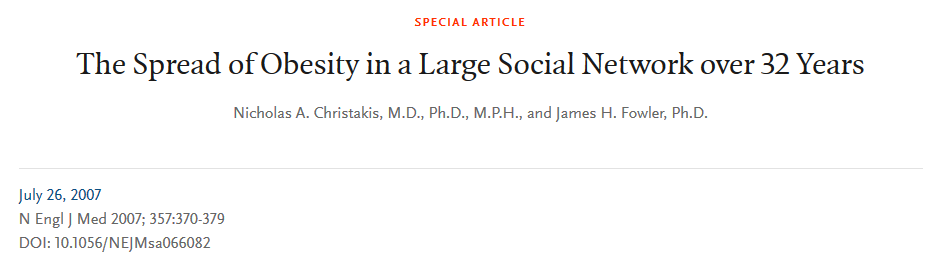 SPECIAL ARTICLE
The Spread of Obesity in a Large Social Network over 32 Years
Nicholas A. Christakis, M.D., Ph.D., M.P.H., and James H. Fowler, Ph.D.
July 26, 2007
N Engl J Med 2007; 357:370-379
DOI: 10.1056/NEJMsa066082